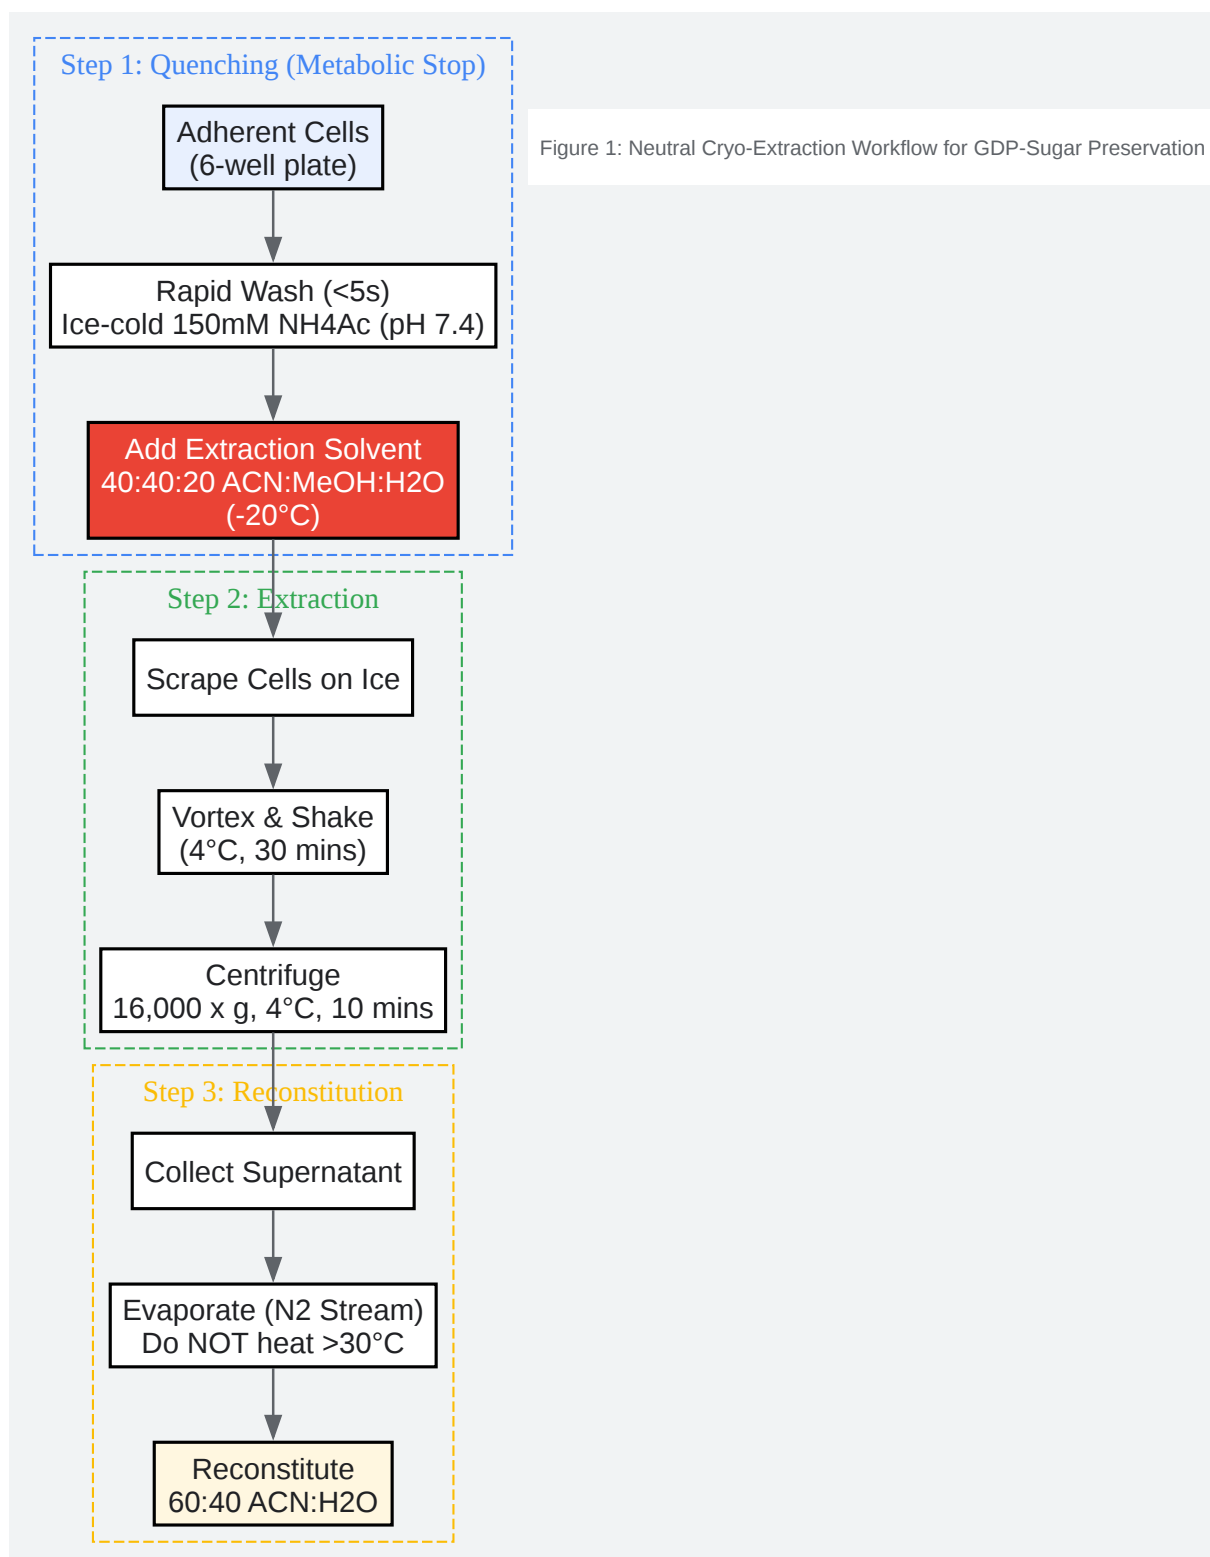 Step 1: Quenching (Metabolic Stop)
Adherent Cells
(6-well plate)
Figure 1: Neutral Cryo-Extraction Workflow for GDP-Sugar Preservation
Rapid Wash (<5s)
Ice-cold 150mM NH4Ac (pH 7.4)
Add Extraction Solvent
40:40:20 ACN:MeOH:H2O
(-20°C)
Step 2: Extraction
Scrape Cells on Ice
Vortex & Shake
(4°C, 30 mins)
Centrifuge
16,000 x g, 4°C, 10 mins
Step 3: Reconstitution
Collect Supernatant
Evaporate (N2 Stream)
Do NOT heat >30°C
Reconstitute
60:40 ACN:H2O